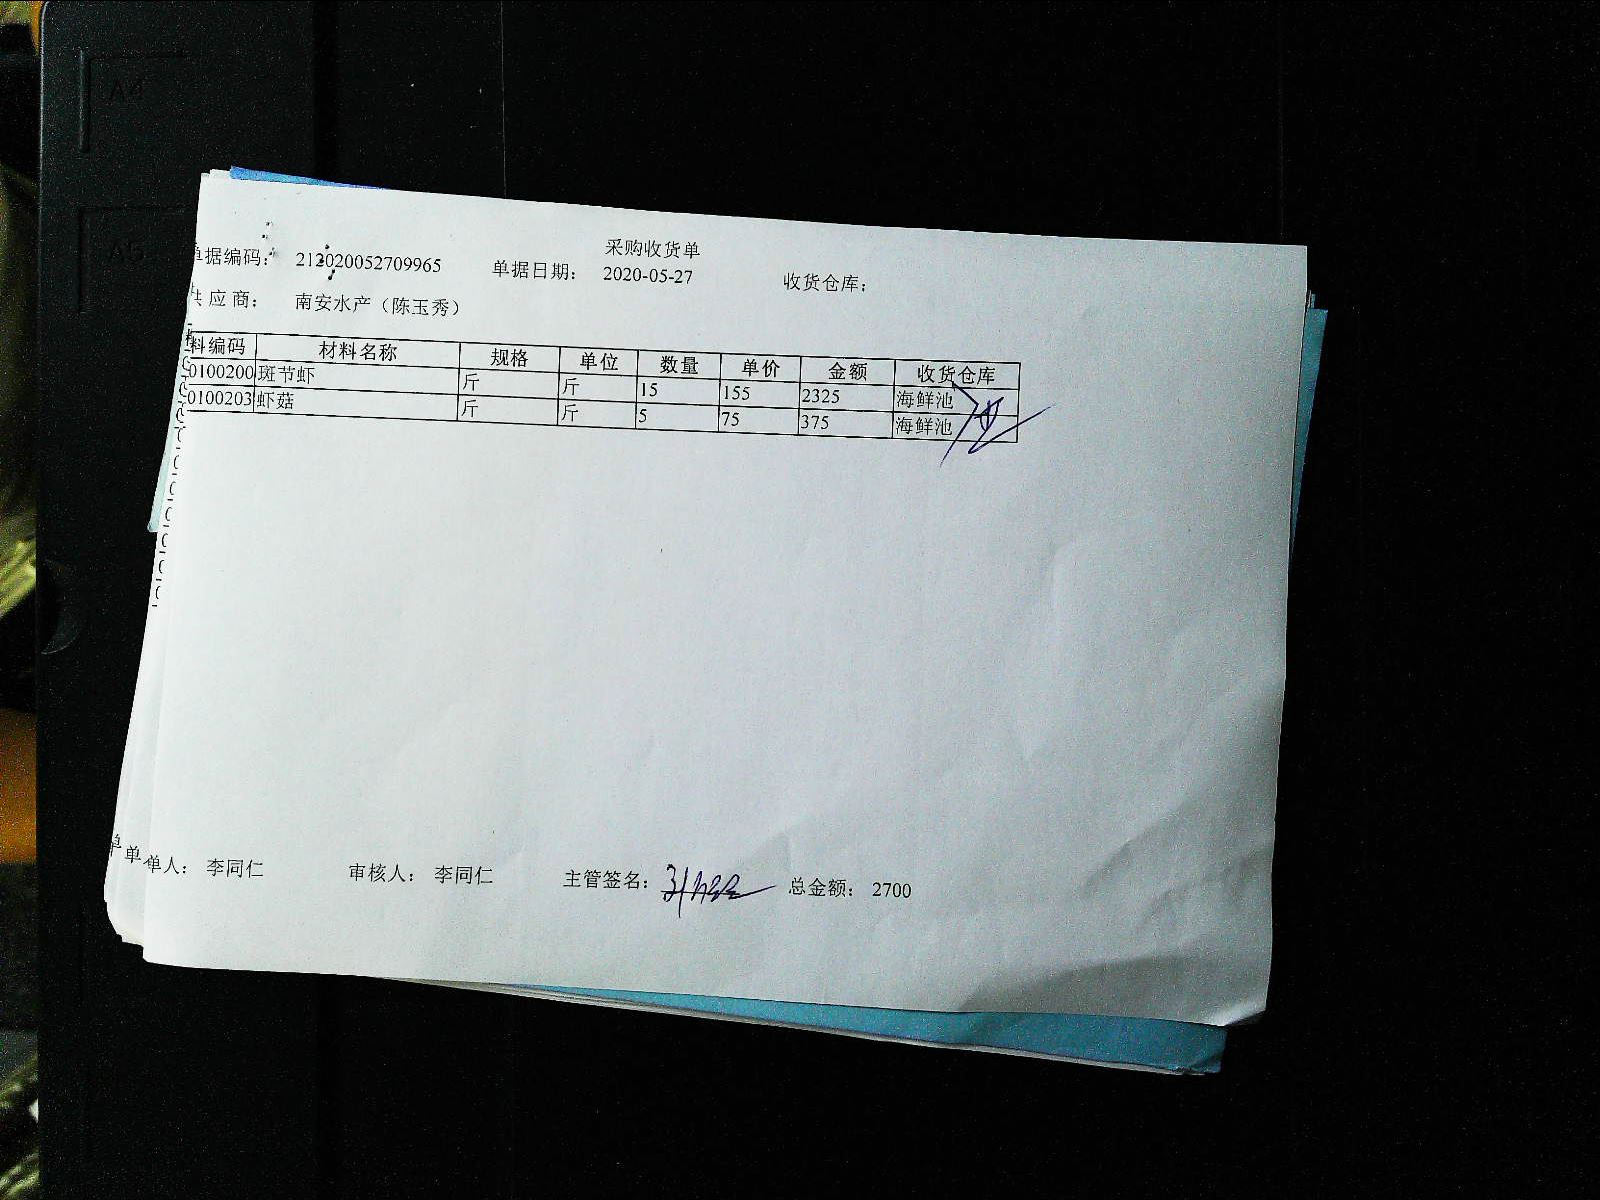 采购收货单
单据编码： 212020052709965 单据日期： 2020-05-27 收货仓库：
供应商： 南安水产（陈玉秀）
料编码 材料名称 规格 单位 数量 单价 金额 收货仓库
0100200 斑节虾 斤 斤 15 155 2325 海鲜池
0100203 虾菇 斤 斤 5 75 375 海鲜池
单人： 李同仁 审核人： 李同仁 主管签名： 总金额： 2700
A4
A5